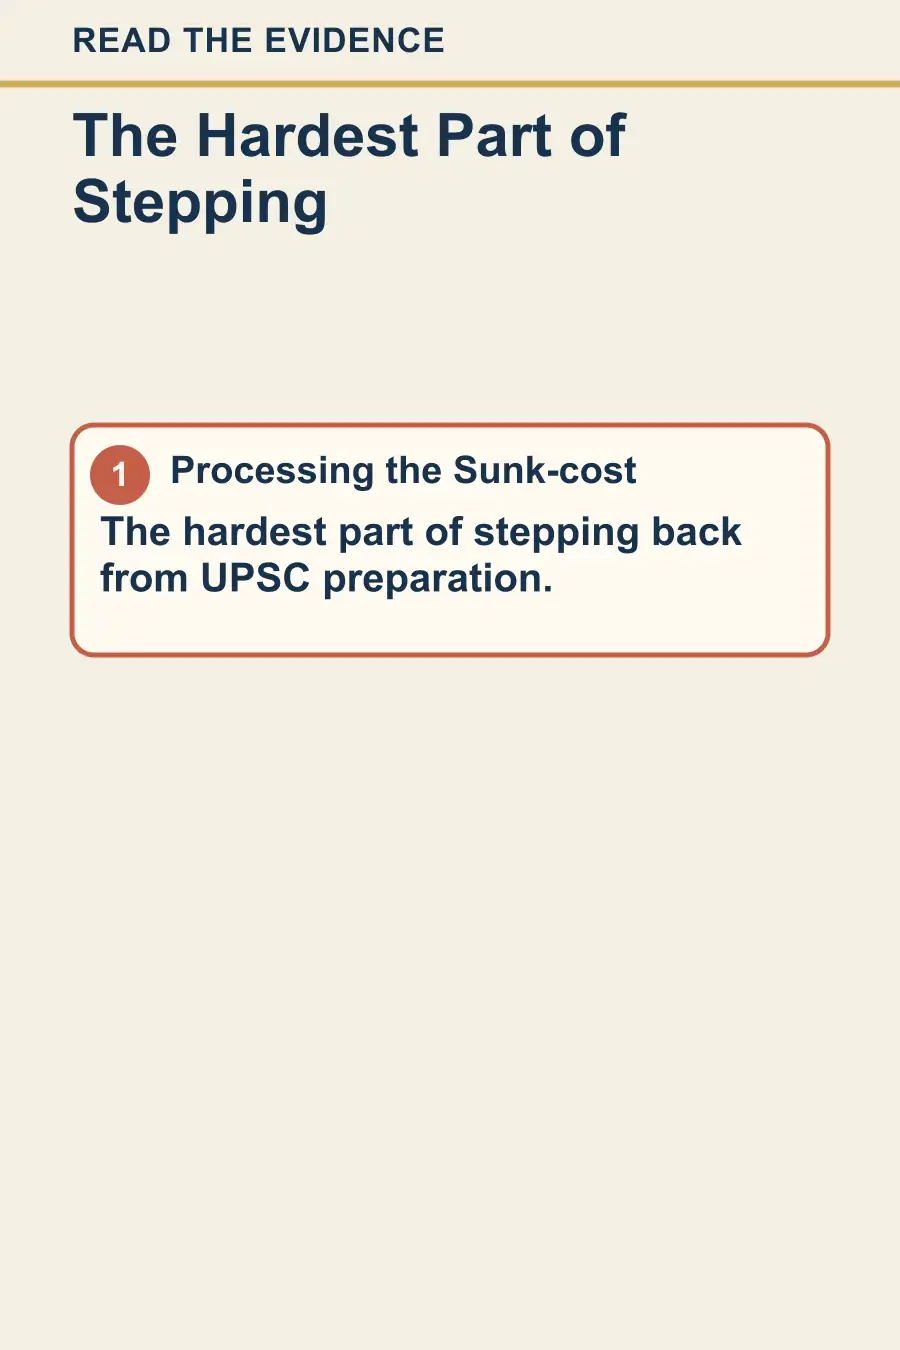 READ THE EVIDENCE
The Hardest Part of
Stepping
1 Processing the Sunk-cost
The hardest part of stepping back
from UPSC preparation.